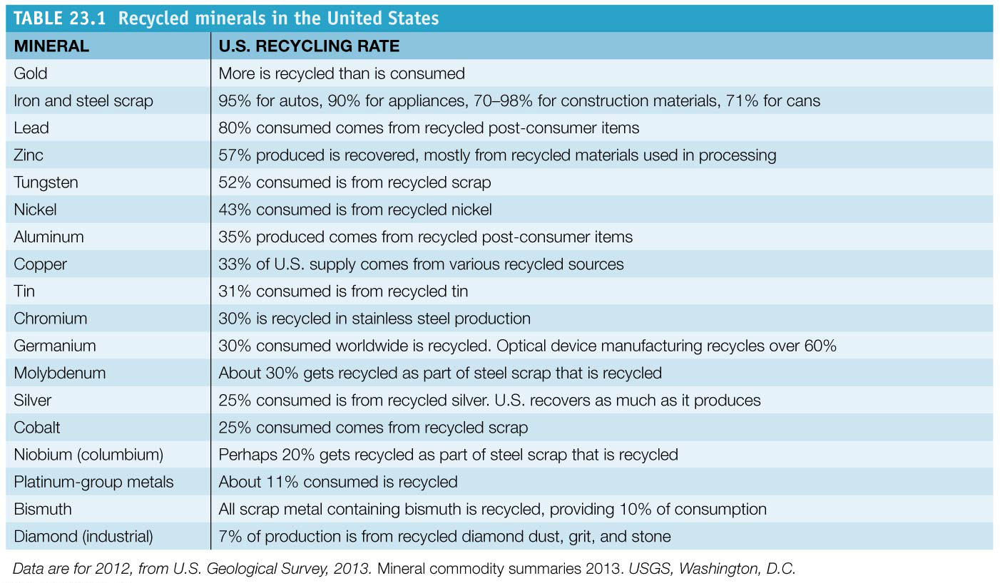 TABLE 23.1 Recycled minerals in the United States
MINERAL U.S. RECYCLING RATE
Gold More is recycled than is consumed
Iron and steel scrap 95% for autos, 90% for appliances, 70–98% for construction materials, 71% for cans
Lead 80% consumed comes from recycled post-consumer items
Zinc 57% produced is recovered, mostly from recycled materials used in processing
Tungsten 52% consumed is from recycled scrap
Nickel 43% consumed is from recycled nickel
Aluminum 35% produced comes from recycled post-consumer items
Copper 33% of U.S. supply comes from various recycled sources
Tin 31% consumed is from recycled tin
Chromium 30% is recycled in stainless steel production
Germanium 30% consumed worldwide is recycled. Optical device manufacturing recycles over 60%
Molybdenum About 30% gets recycled as part of steel scrap that is recycled
Silver 25% consumed is from recycled silver. U.S. recovers as much as it produces
Cobalt 25% consumed comes from recycled scrap
Niobium (columbium) Perhaps 20% gets recycled as part of steel scrap that is recycled
Platinum-group metals About 11% consumed is recycled
Bismuth All scrap metal containing bismuth is recycled, providing 10% of consumption
Diamond (industrial) 7% of production is from recycled diamond dust, grit, and stone
Data are for 2012, from U.S. Geological Survey, 2013. Mineral commodity summaries 2013. USGS, Washington, D.C.